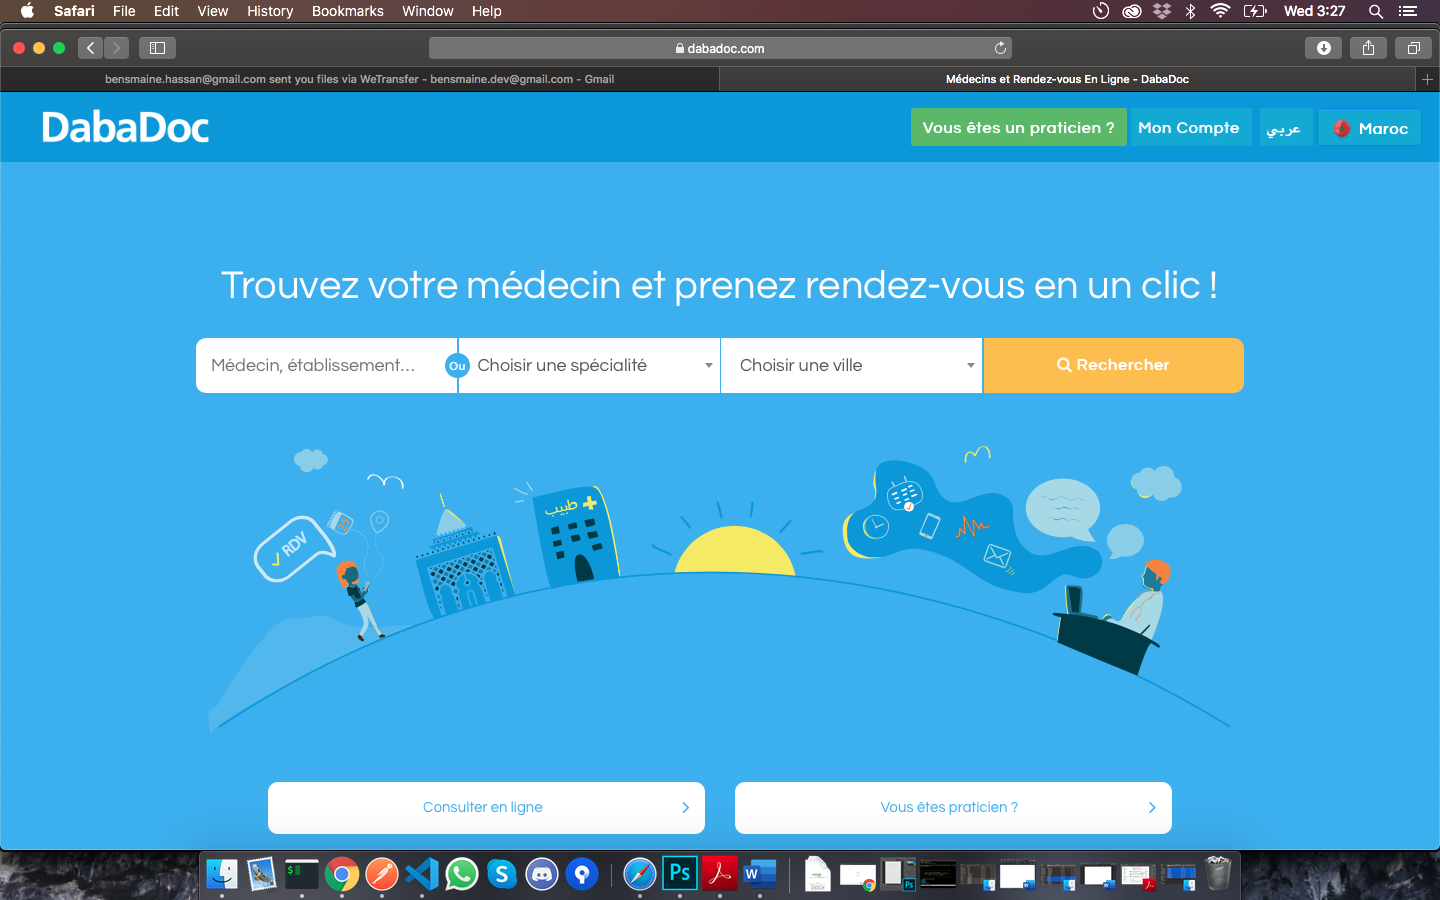 Safari File Edit View History Bookmarks Window Help Wed 3:27
dabadoc.com
bensmaine.hassan@gmail.com sent you files via WeTransfer - bensmaine.dev@gmail.com - Gmail
Médecins et Rendez-vous En Ligne - DabaDoc
DabaDoc
Vous êtes un praticien ?
Mon Compte
عربي
Maroc
Trouvez votre médecin et prenez rendez-vous en un clic !
Médecin, établissement...
Ou
Choisir une spécialité
Choisir une ville
Rechercher
RDV
23
طبيب
Consulter en ligne
Vous êtes praticien ?
$
Ps
W
DOCX